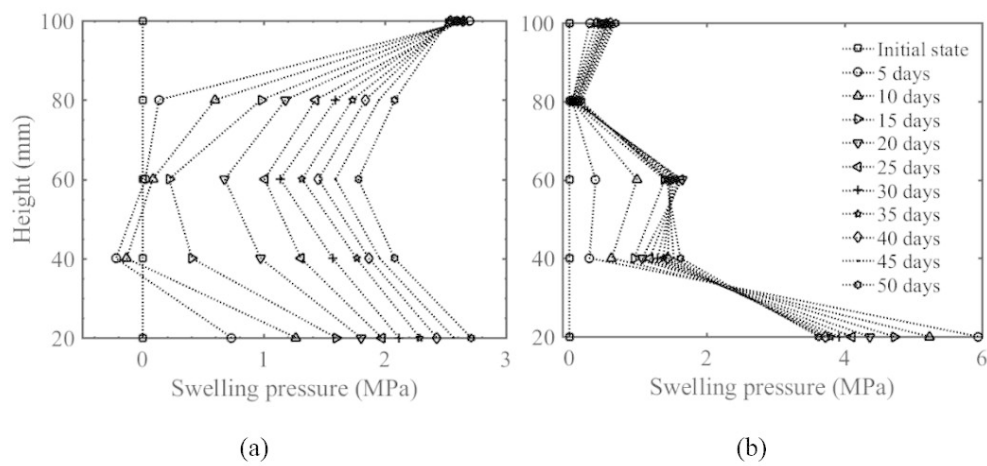 100
80
60
40
20
Height (mm)
0
1
2
3
Swelling pressure (MPa)
(a)
100
80
60
40
20
0
2
4
6
Swelling pressure (MPa)
Initial state
5 days
10 days
15 days
20 days
25 days
30 days
35 days
40 days
45 days
50 days
(b)